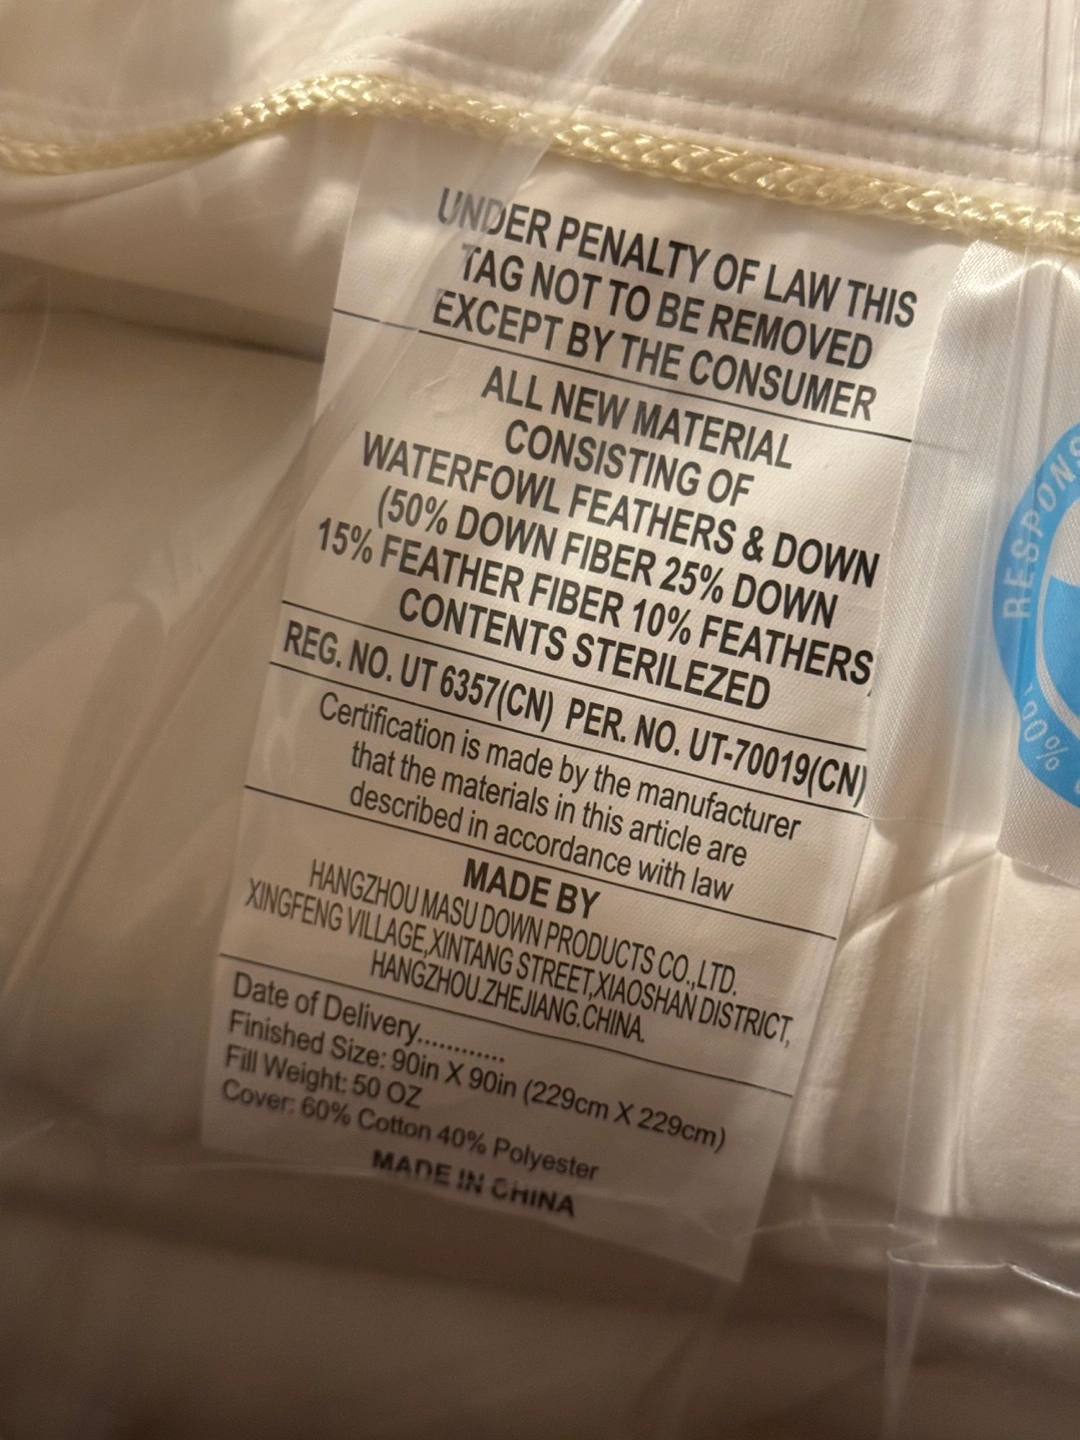 UNDER PENALTY OF LAW THIS
TAG NOT TO BE REMOVED
EXCEPT BY THE CONSUMER
ALL NEW MATERIAL
CONSISTING OF
WATERFOWL FEATHERS & DOWN
(50% DOWN FIBER 25% DOWN
15% FEATHER FIBER 10% FEATHERS)
CONTENTS STERILEZED
REG. NO. UT 6357(CN) PER. NO. UT-70019(CN)
Certification is made by the manufacturer
that the materials in this article are
described in accordance with law
MADE BY
HANGZHOU MASU DOWN PRODUCTS CO.,LTD.
XINGFENG VILLAGE,XINTANG STREET,XIAOSHAN DISTRICT,
HANGZHOU.ZHEJIANG.CHINA.
Date of Delivery............
Finished Size: 90in X 90in (229cm X 229cm)
Fill Weight: 50 OZ
Cover: 60% Cotton 40% Polyester
MADE IN CHINA
RESPONS
100%